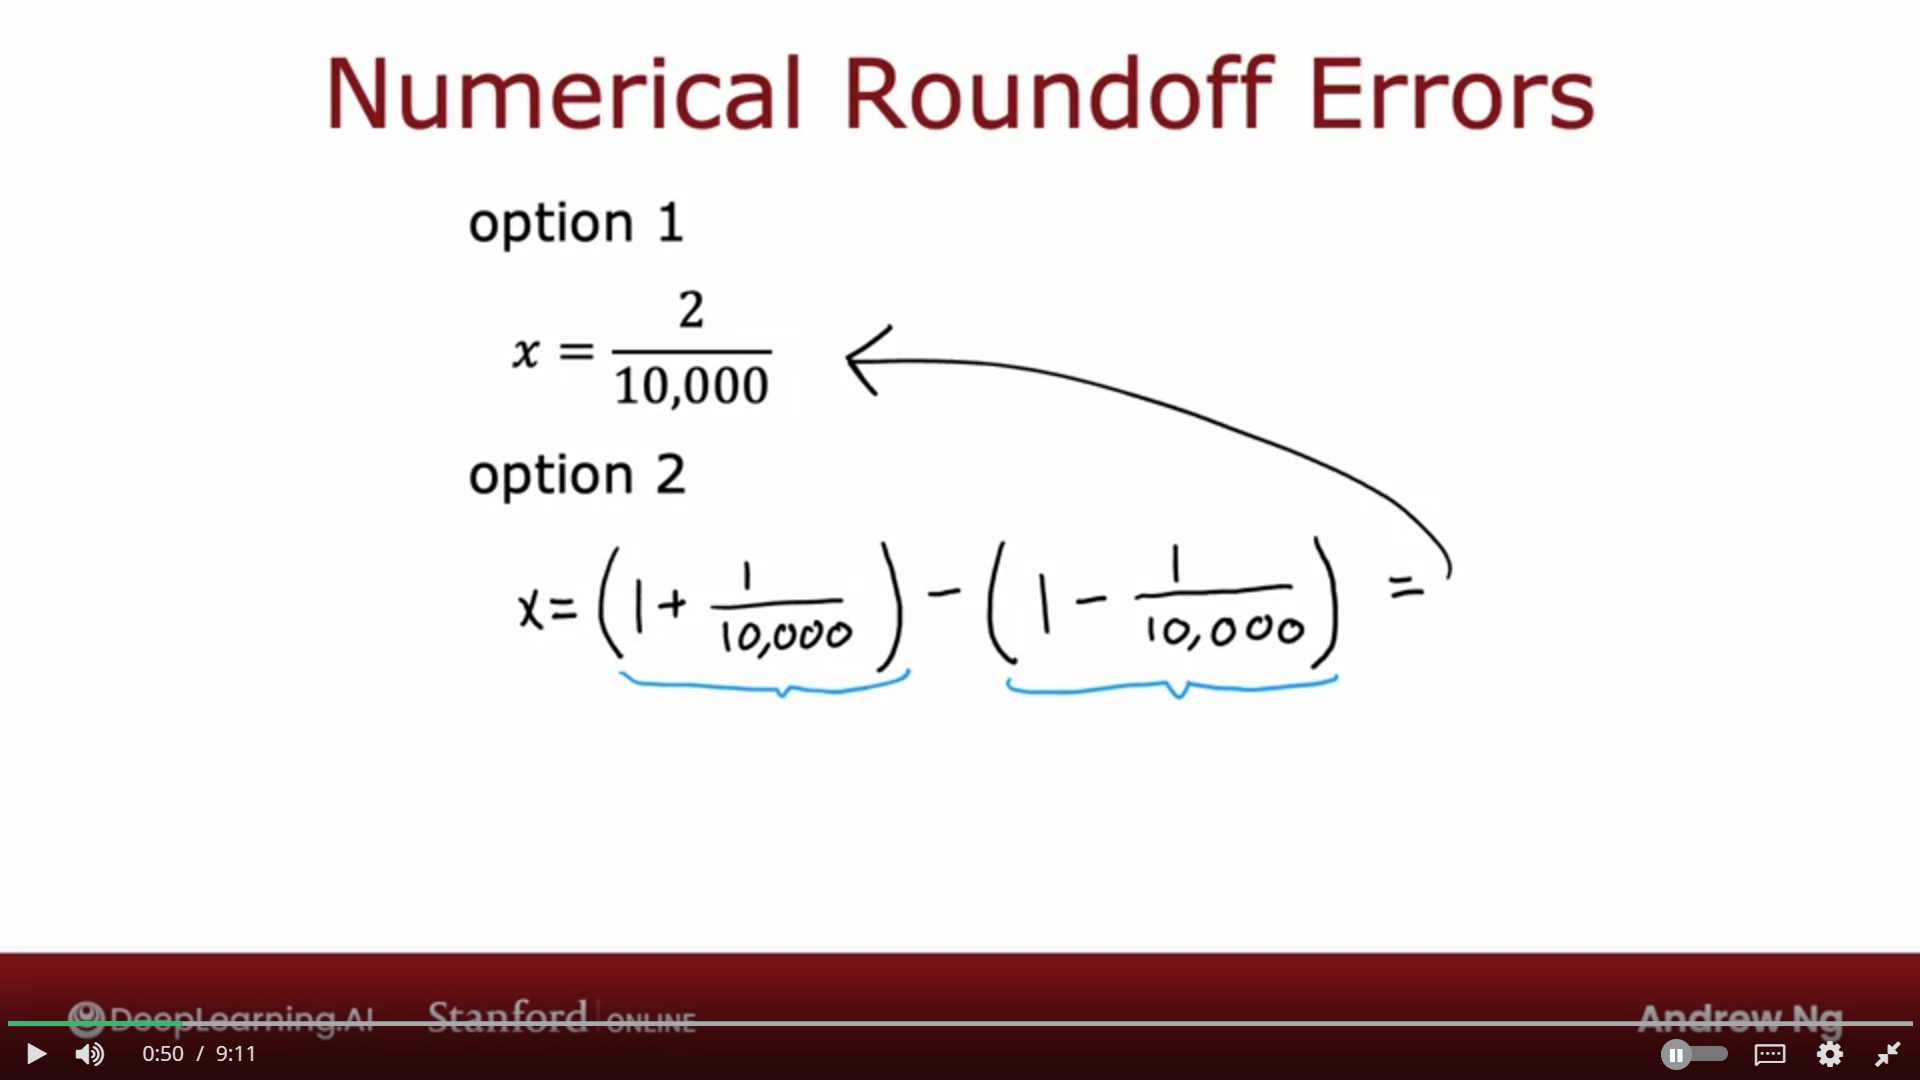 Numerical Roundoff Errors
option 1
x = 2/10,000
option 2
x = (1 + 1/10,000) - (1 - 1/10,000) =
DeepLearning.AI Stanford | ONLINE Andrew Ng
0:50 / 9:11